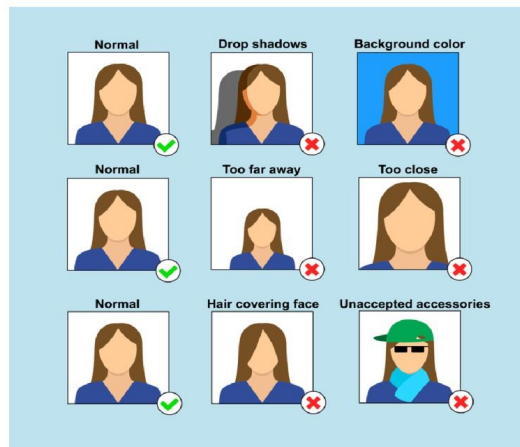 Normal
Drop shadows
Background color
Normal
Too far away
Too close
Normal
Hair covering face
Unaccepted accessories